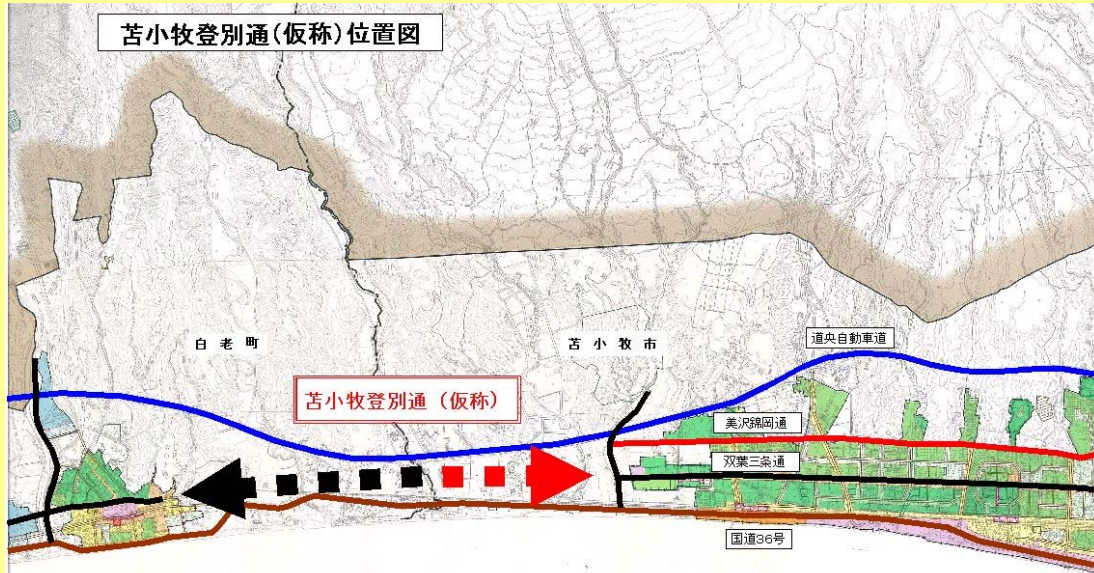 苫小牧登別通(仮称)位置図
白老町
苫小牧市
道央自動車道
苫小牧登別通(仮称)
美沢錦岡通
双葉三条通
国道36号